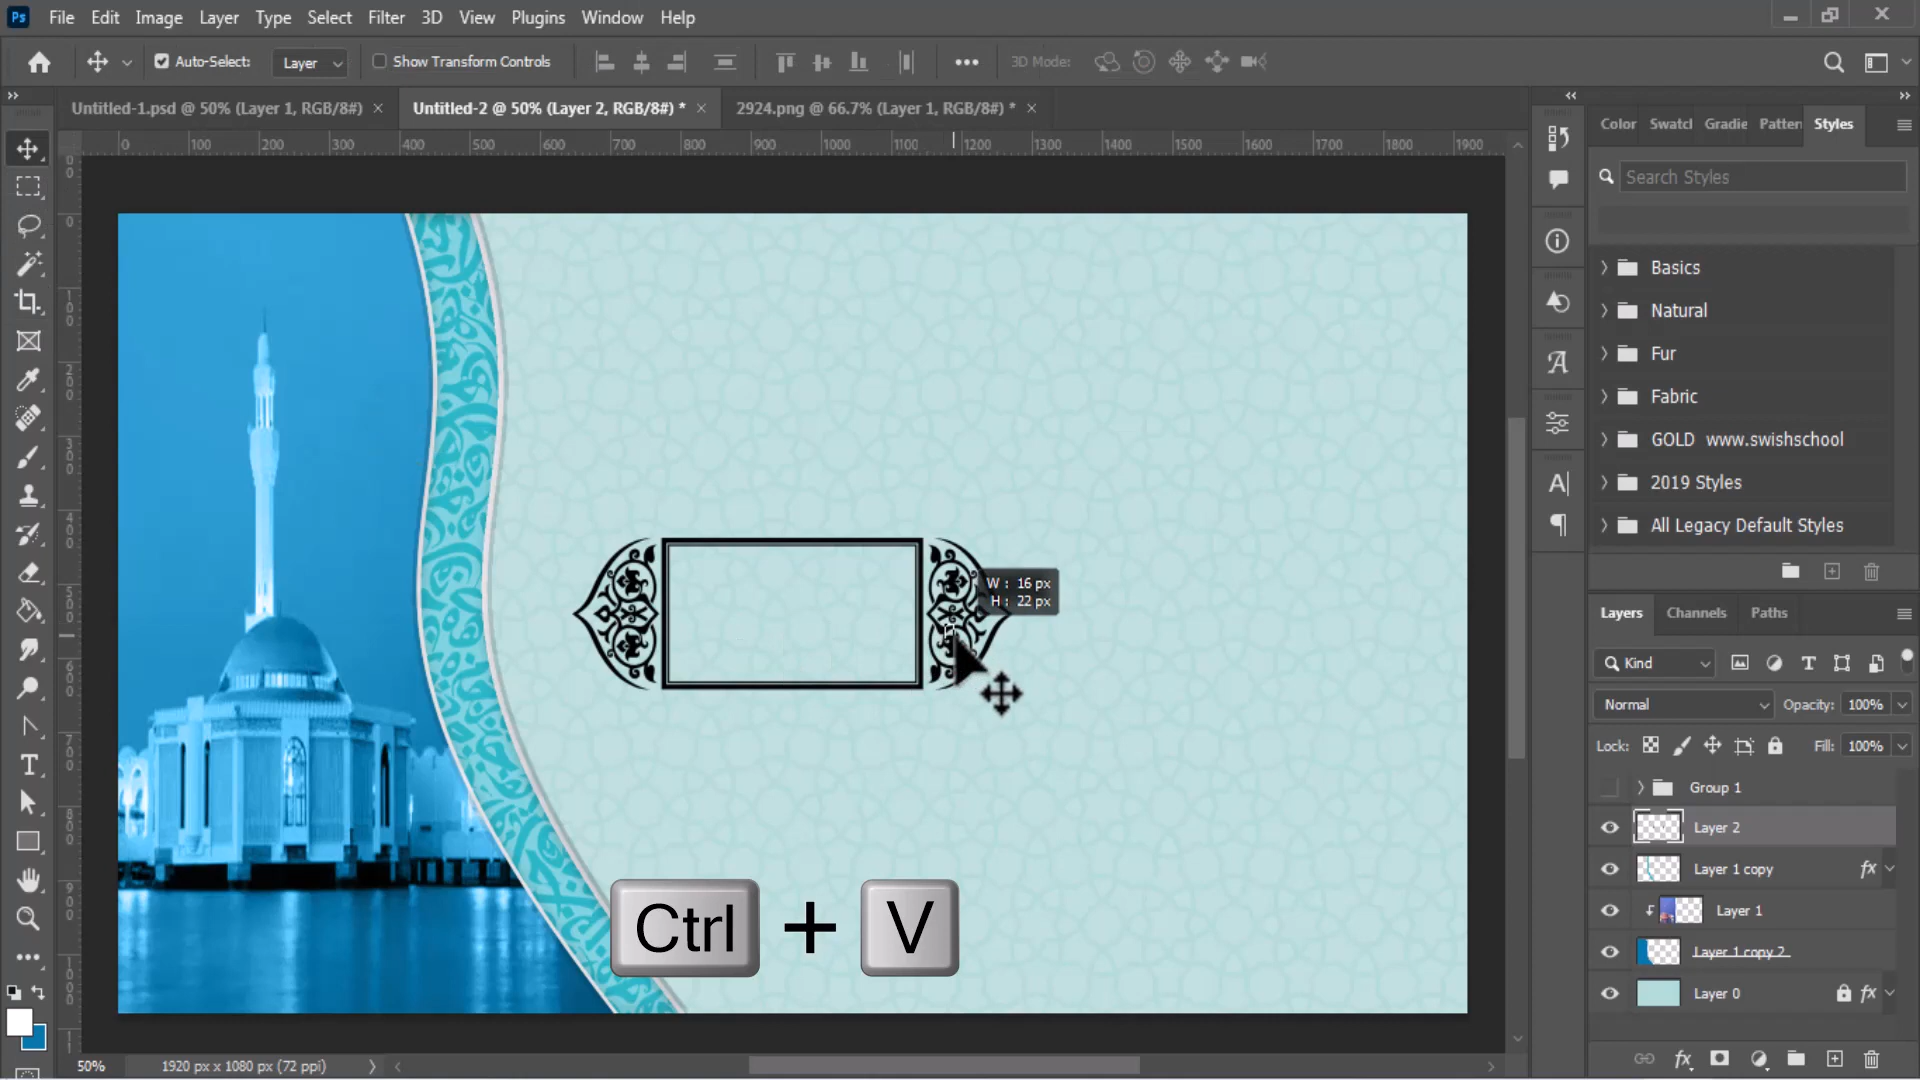 Ps File Edit Image Layer Type Select Filter 3D View Plugins Window Help
Auto-Select: Layer Show Transform Controls 3D Mode:
Untitled-1.psd @ 50% (Layer 1, RGB/8#) × Untitled-2 @ 50% (Layer 2, RGB/8#) * × 2924.png @ 66.7% (Layer 1, RGB/8#) * ×
0 100 200 300 400 500 600 700 800 900 1000 1100 1200 1300 1400 1500 1600 1700 1800 1900
Color Swatcl Gradie Patten Styles
Search Styles
Basics
Natural
Fur
Fabric
GOLD www.swishschool
2019 Styles
All Legacy Default Styles
W : 16 px
H : 22 px
Layers Channels Paths
Kind
Normal Opacity: 100%
Lock: Fill: 100%
Group 1
Layer 2
Layer 1 copy fx
Layer 1
Layer 1 copy 2
Layer 0 fx
Ctrl + V
50% 1920 px x 1080 px (72 ppi)